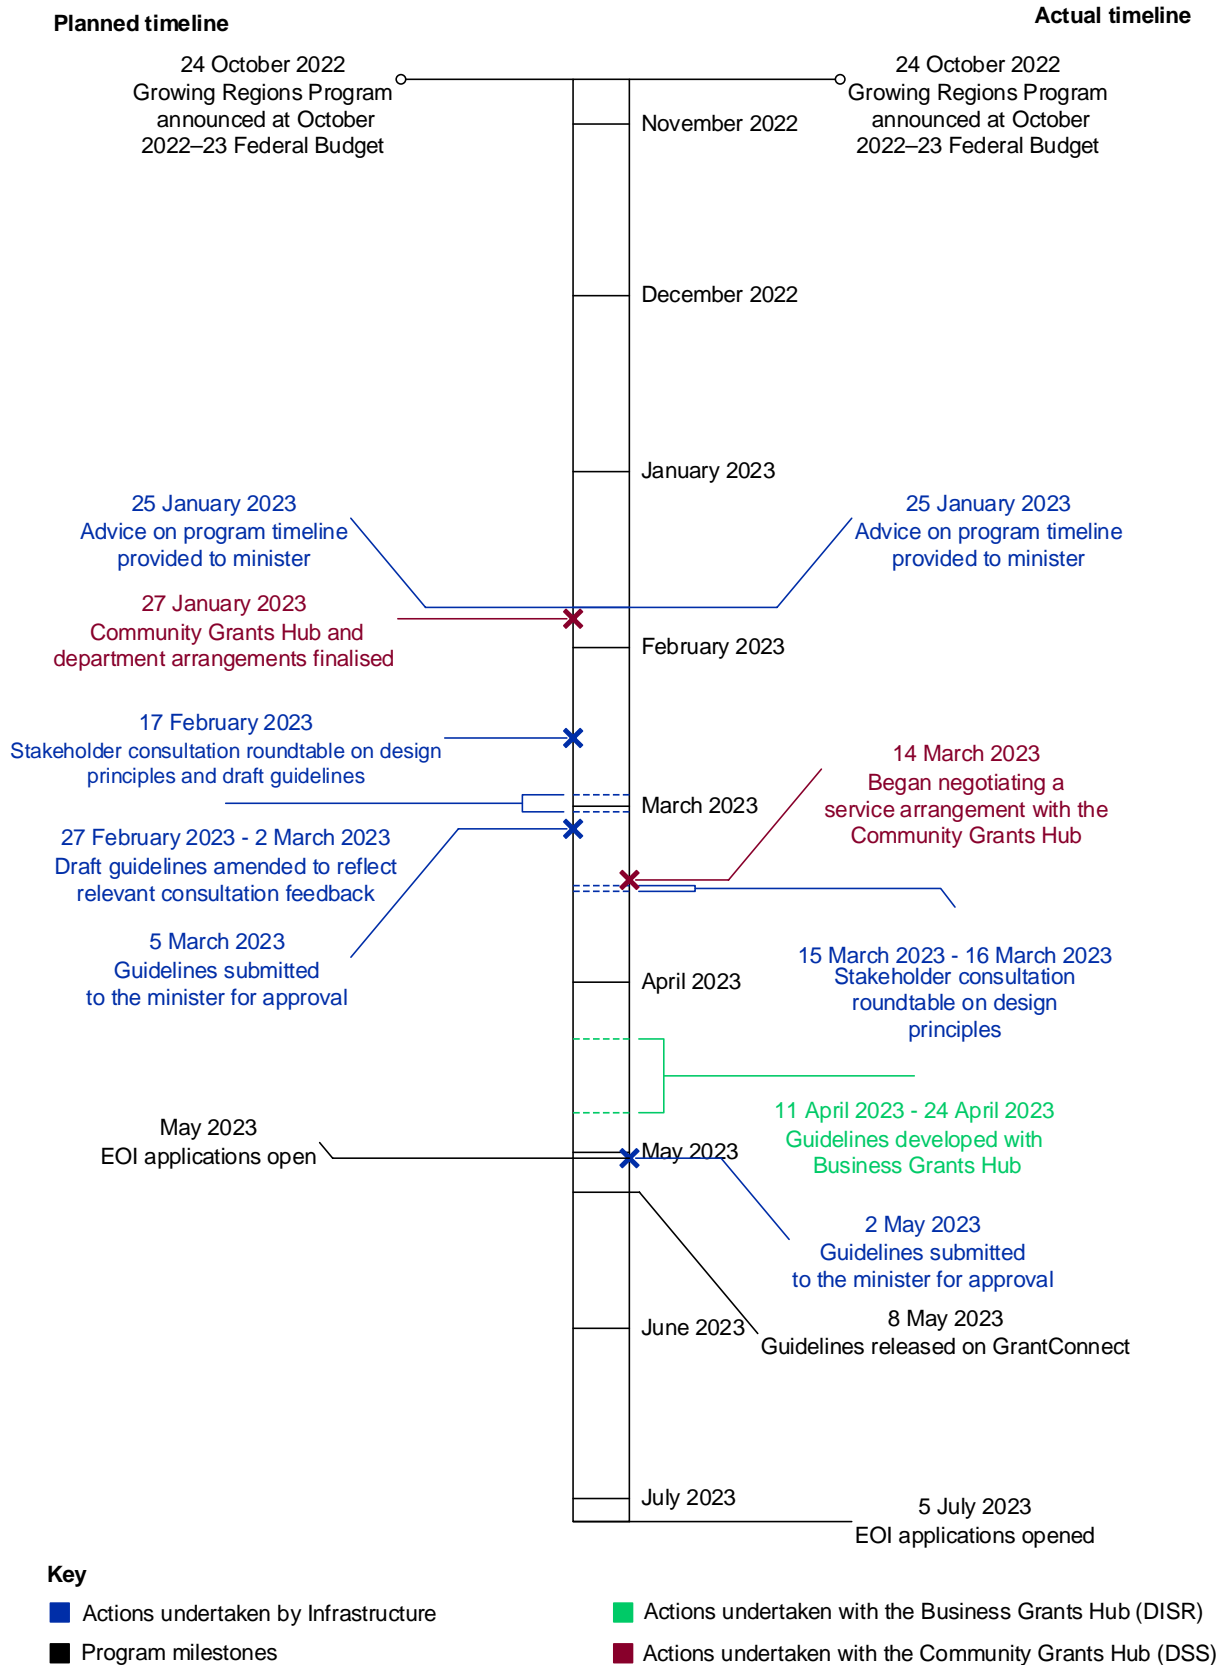 Planned timeline
Actual timeline
24 October 2022
Growing Regions Program
announced at October
2022–23 Federal Budget
24 October 2022
Growing Regions Program
announced at October
2022–23 Federal Budget
November 2022
December 2022
January 2023
25 January 2023
Advice on program timeline
provided to minister
25 January 2023
Advice on program timeline
provided to minister
27 January 2023
Community Grants Hub and
department arrangements finalised
February 2023
17 February 2023
Stakeholder consultation roundtable on design
principles and draft guidelines
14 March 2023
Began negotiating a
service arrangement with the
Community Grants Hub
March 2023
27 February 2023 - 2 March 2023
Draft guidelines amended to reflect
relevant consultation feedback
5 March 2023
Guidelines submitted
to the minister for approval
15 March 2023 - 16 March 2023
Stakeholder consultation
roundtable on design
principles
April 2023
11 April 2023 - 24 April 2023
Guidelines developed with
Business Grants Hub
May 2023
EOI applications open
May 2023
2 May 2023
Guidelines submitted
to the minister for approval
8 May 2023
Guidelines released on GrantConnect
June 2023
July 2023
5 July 2023
EOI applications opened
Key
Actions undertaken by Infrastructure
Actions undertaken with the Business Grants Hub (DISR)
Program milestones
Actions undertaken with the Community Grants Hub (DSS)